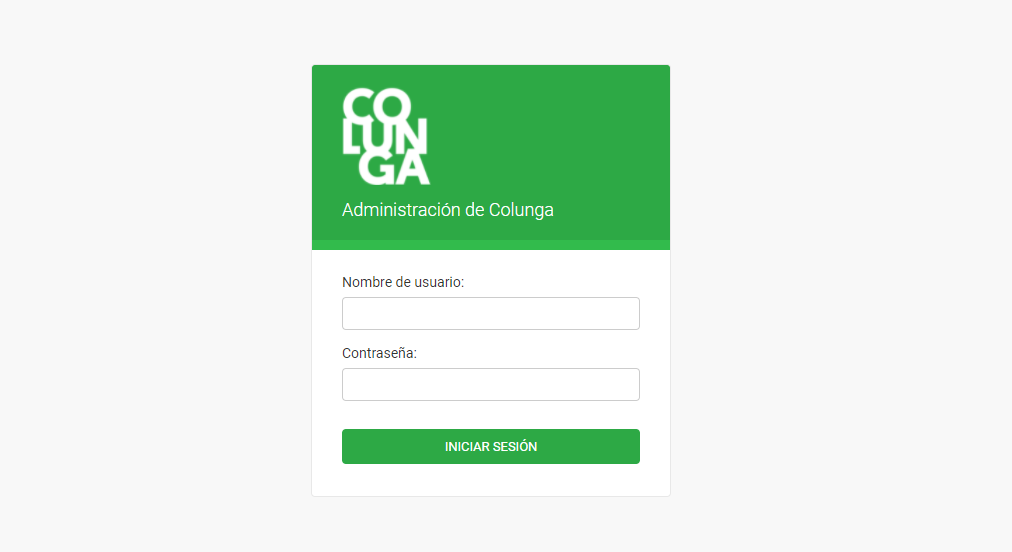 CO
LUN
GA
Administración de Colunga
Nombre de usuario:
Contraseña:
INICIAR SESIÓN